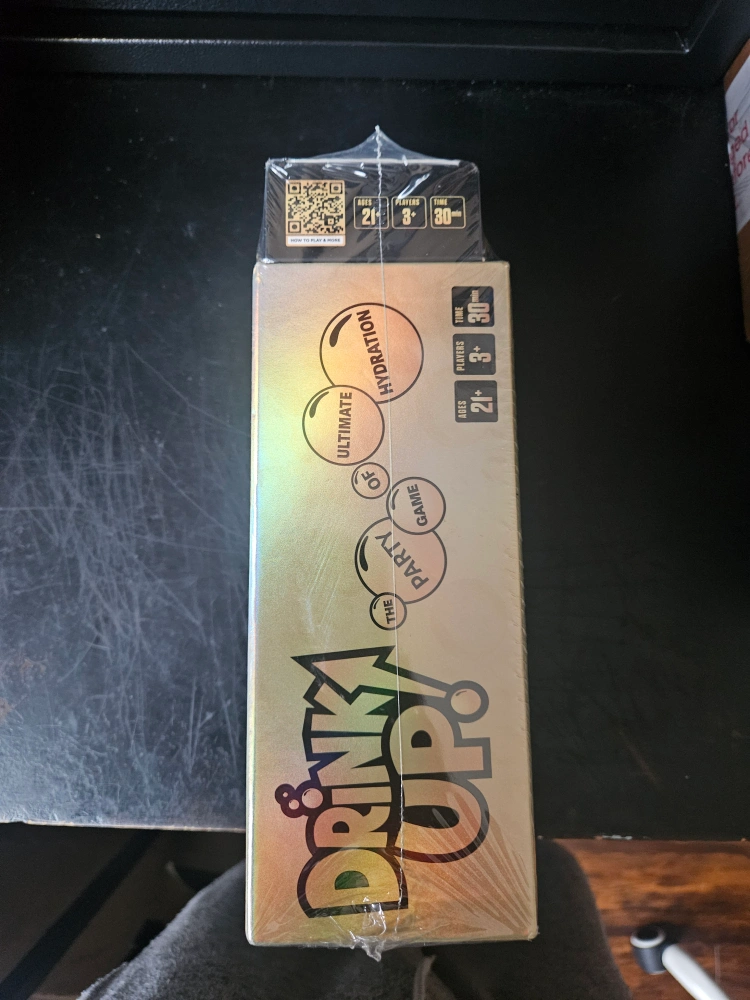 HOW TO PLAY & MORE
AGES
21+
PLAYERS
3+
TIME
30min
DRINK
UP!
THE
PARTY
GAME
OF
ULTIMATE
HYDRATION
AGES
21+
PLAYERS
3+
TIME
30min